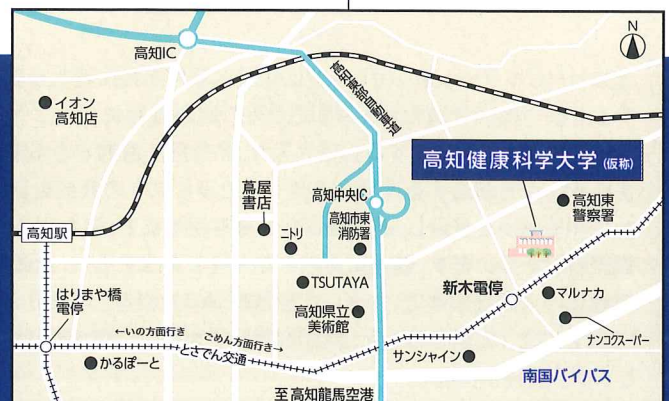 N
高知IC
高知東部自動車道
イオン
高知店
高知健康科学大学(仮称)
蔦屋
書店
高知中央IC
高知市東
消防署
高知東
警察署
高知駅
ニトリ
TSUTAYA
新木電停
マルナカ
はりまや橋
電停
高知県立
美術館
ナンコクスーパー
←いの方面行き
ごめん方面行き→
とさでん交通
サンシャイン
かるぽーと
南国バイパス
至高知龍馬空港